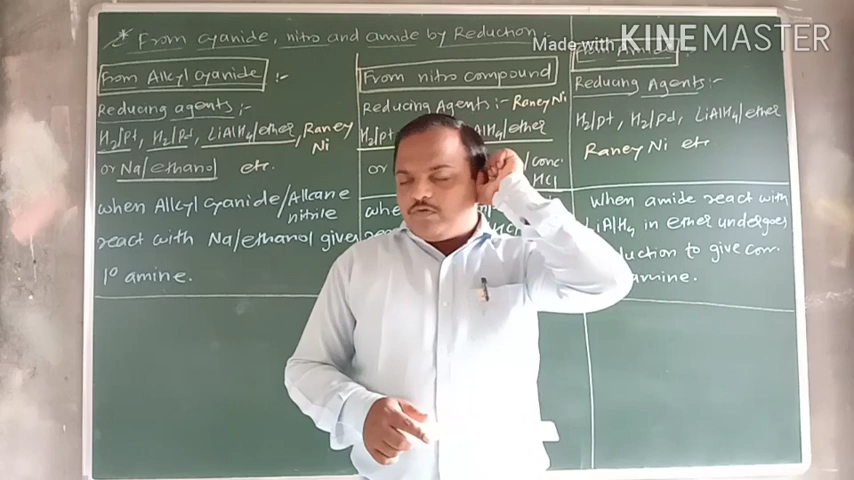 * From cyanide, nitro and amide by Reduction:-
Made with KINEMASTER
From Alkyl cyanide :-
Reducing agents :-
H2/Pt, H2/Pd, LiAlH4/ether, Raney Ni
or Na/ethanol etc.
when Alkyl cyanide/Alkane nitrile
react with Na/ethanol gives
1° amine.
From nitro compound
Reducing Agents :- Raney Ni
H2/Pt AlH4/ether
or /conc. HCl
whe
Reducing Agents :-
H2/Pt, H2/Pd, LiAlH4/ether
Raney Ni etc.
When amide react with
LiAlH4 in ether undergoes
duction to give corr.
amine.